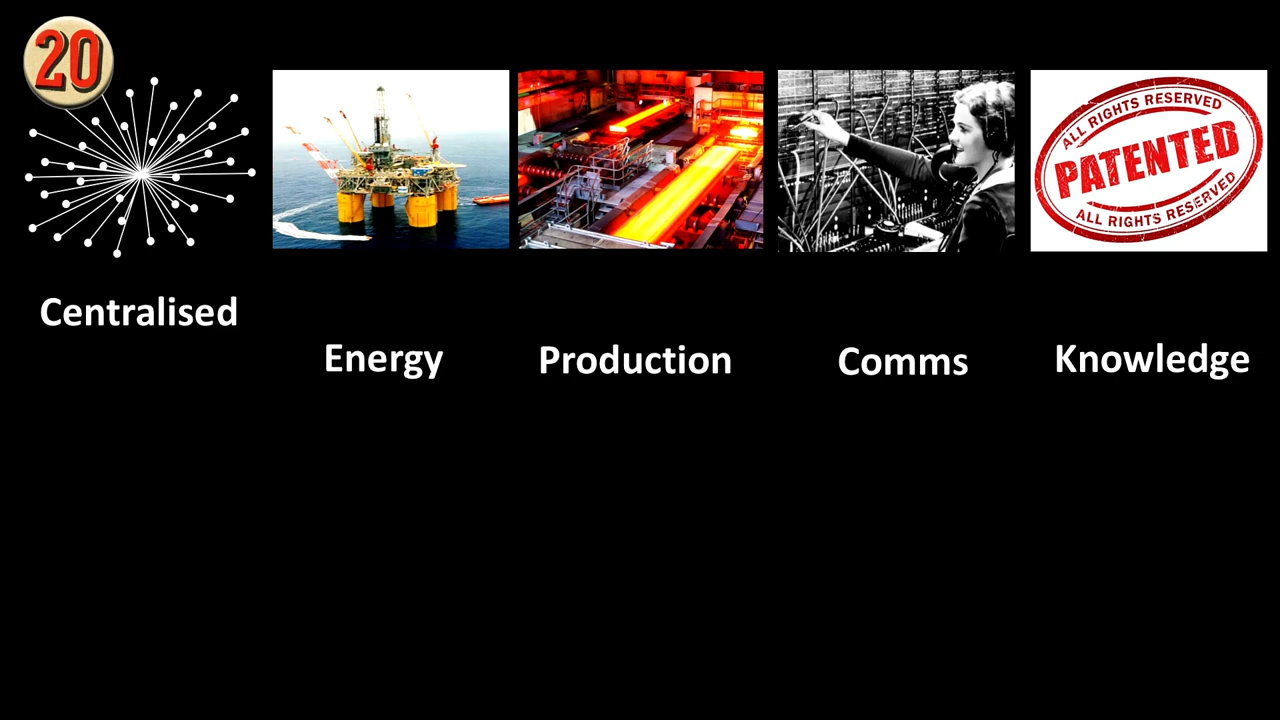 20
ALL RIGHTS RESERVED
PATENTED
ALL RIGHTS RESERVED
Centralised
Energy
Production
Comms
Knowledge